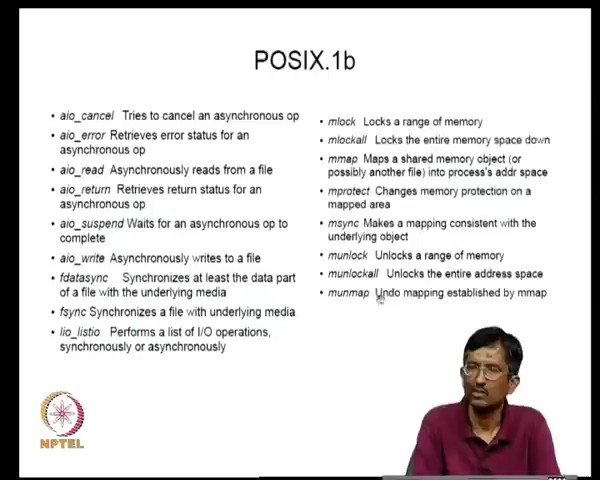 POSIX.1b
• aio_cancel Tries to cancel an asynchronous op
• aio_error Retrieves error status for an
asynchronous op
• aio_read Asynchronously reads from a file
• aio_return Retrieves return status for an
asynchronous op
• aio_suspend Waits for an asynchronous op to
complete
• aio_write Asynchronously writes to a file
• fdatasync Synchronizes at least the data part
of a file with the underlying media
• fsync Synchronizes a file with underlying media
• lio_listio Performs a list of I/O operations,
synchronously or asynchronously
• mlock Locks a range of memory
• mlockall Locks the entire memory space down
• mmap Maps a shared memory object (or
possibly another file) into process's addr space
• mprotect Changes memory protection on a
mapped area
• msync Makes a mapping consistent with the
underlying object
• munlock Unlocks a range of memory
• munlockall Unlocks the entire address space
• munmap Undo mapping established by mmap
NPTEL